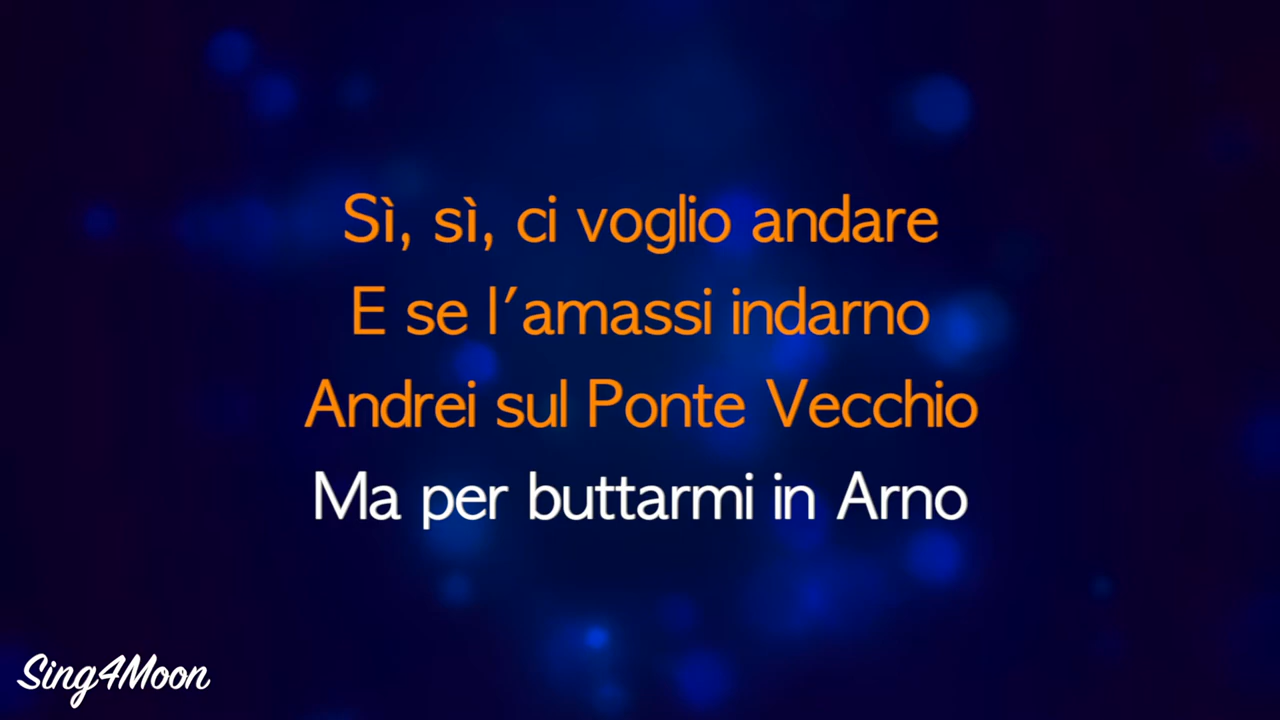 Sì, sì, ci voglio andare
E se l´amassi indarno
Andrei sul Ponte Vecchio
Ma per buttarmi in Arno
Sing4Moon